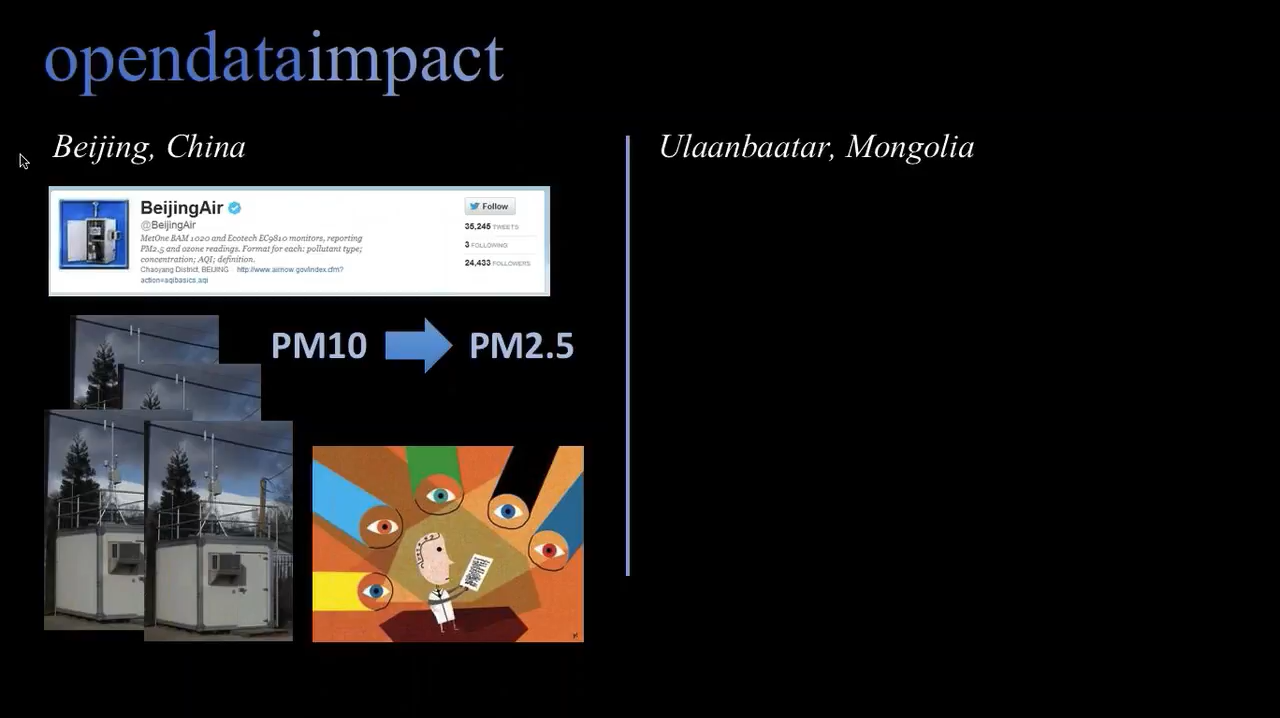 opendataimpact
Beijing, China
Ulaanbaatar, Mongolia
BeijingAir
@BeijingAir
MetOne BAM 1020 and Ecotech EC9810 monitors, reporting
PM2.5 and ozone readings. Format for each: pollutant type;
concentration; AQI; definition.
Chaoyang District, BEIJING http://www.airnow.gov/index.cfm?
action=aqibasics.aqi
Follow
35,245 TWEETS
3 FOLLOWING
24,433 FOLLOWERS
PM10 PM2.5